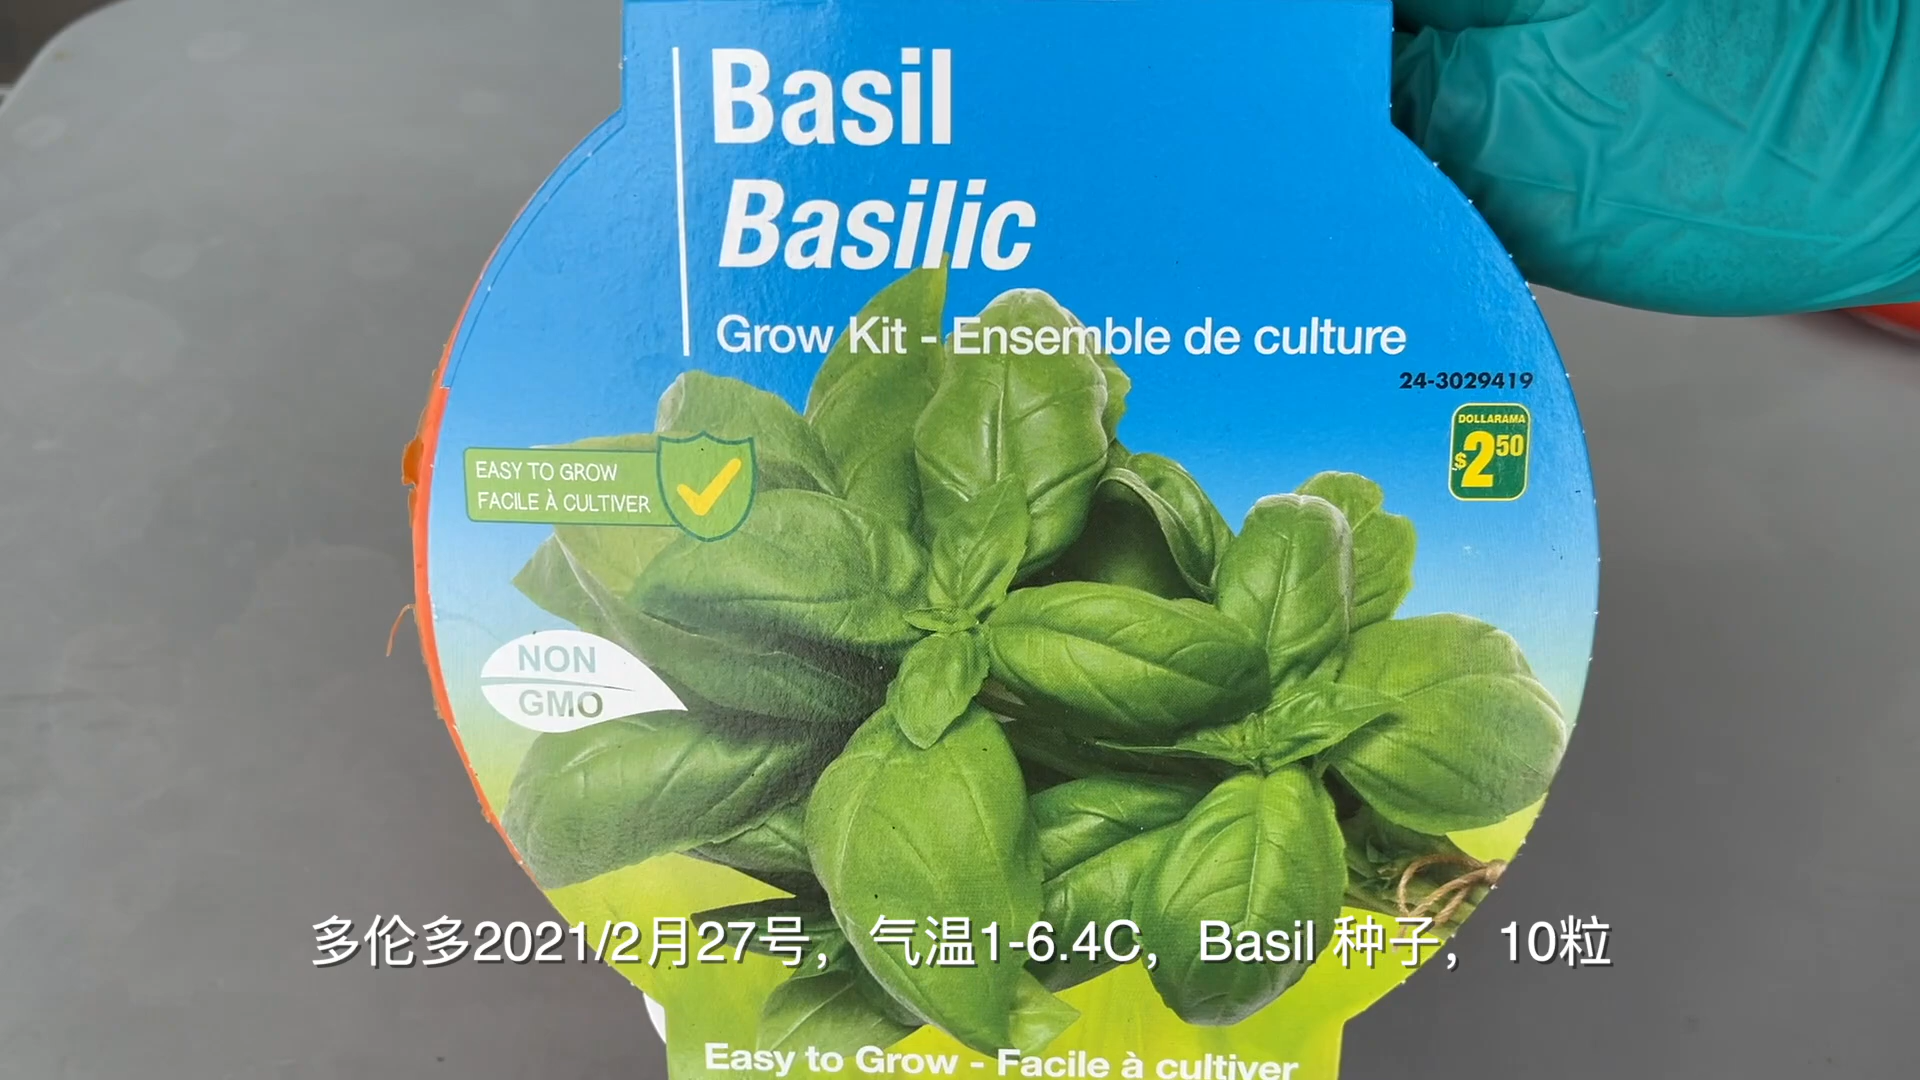 Basil
Basilic
Grow Kit - Ensemble de culture
24-3029419
DOLLARAMA
$2.50
EASY TO GROW
FACILE À CULTIVER
NON
GMO
多伦多2021/2月27号，气温1-6.4C，Basil 种子，10粒
Easy to Grow - Facile à cultiver